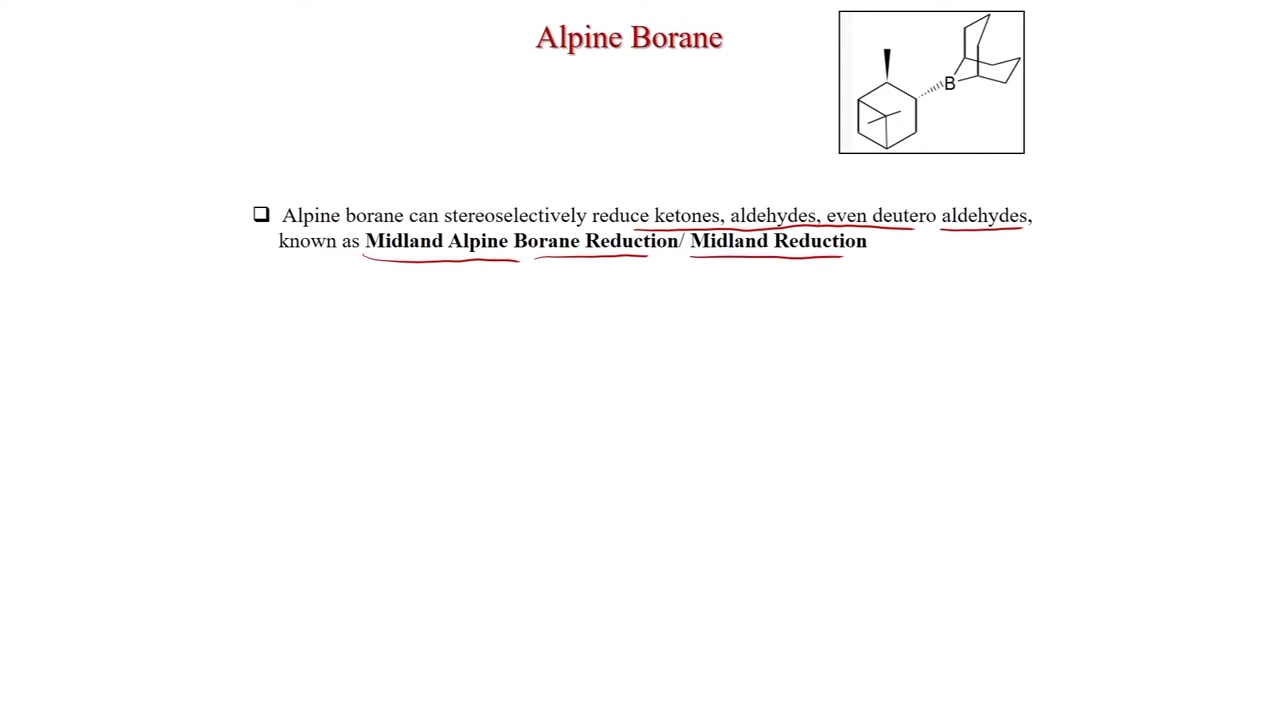 Alpine Borane
B
❑ Alpine borane can stereoselectively reduce ketones, aldehydes, even deutero aldehydes,
known as Midland Alpine Borane Reduction/ Midland Reduction